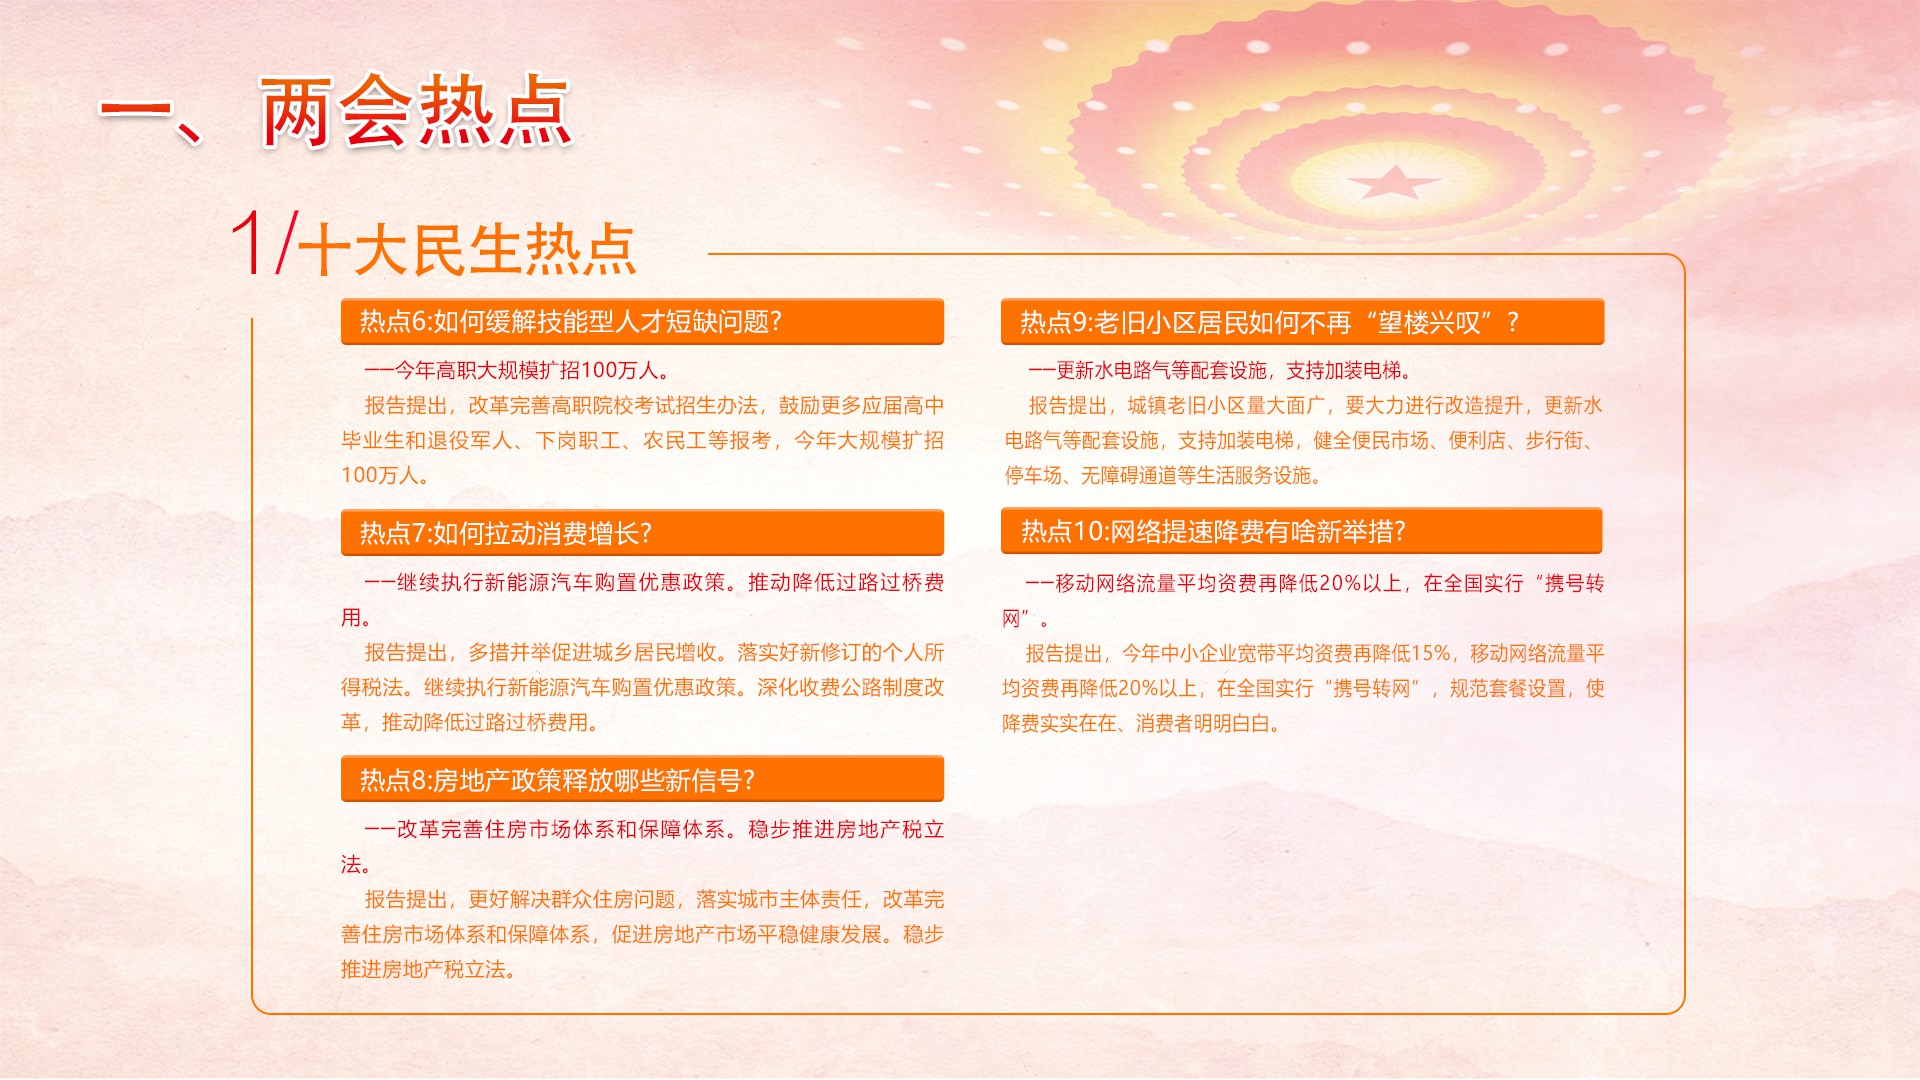 一、两会热点
1/十大民生热点
热点6:如何缓解技能型人才短缺问题?
——今年高职大规模扩招100万人。
报告提出，改革完善高职院校考试招生办法，鼓励更多应届高中
毕业生和退役军人、下岗职工、农民工等报考，今年大规模扩招
100万人。
热点7:如何拉动消费增长?
——继续执行新能源汽车购置优惠政策。推动降低过路过桥费
用。
报告提出，多措并举促进城乡居民增收。落实好新修订的个人所
得税法。继续执行新能源汽车购置优惠政策。深化收费公路制度改
革，推动降低过路过桥费用。
热点8:房地产政策释放哪些新信号?
——改革完善住房市场体系和保障体系。稳步推进房地产税立
法。
报告提出，更好解决群众住房问题，落实城市主体责任，改革完
善住房市场体系和保障体系，促进房地产市场平稳健康发展。稳步
推进房地产税立法。
热点9:老旧小区居民如何不再“望楼兴叹”?
——更新水电路气等配套设施，支持加装电梯。
报告提出，城镇老旧小区量大面广，要大力进行改造提升，更新水
电路气等配套设施，支持加装电梯，健全便民市场、便利店、步行街、
停车场、无障碍通道等生活服务设施。
热点10:网络提速降费有啥新举措?
——移动网络流量平均资费再降低20%以上，在全国实行“携号转
网”。
报告提出，今年中小企业宽带平均资费再降低15%，移动网络流量平
均资费再降低20%以上，在全国实行“携号转网”，规范套餐设置，使
降费实实在在、消费者明明白白。